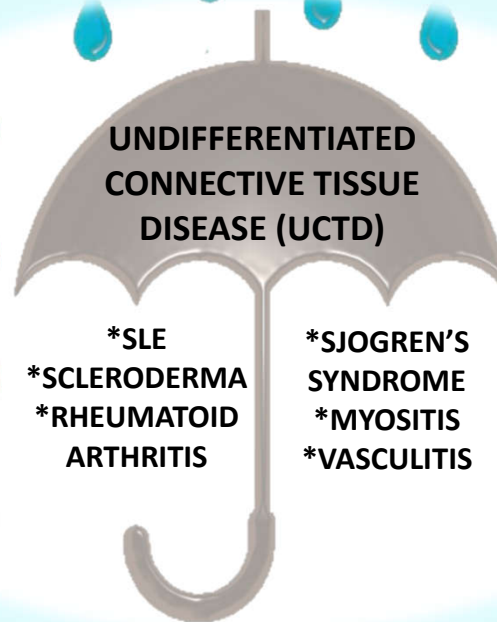 UNDIFFERENTIATED
CONNECTIVE TISSUE
DISEASE (UCTD)
*SLE
*SCLERODERMA
*RHEUMATOID
ARTHRITIS
*SJOGREN'S
SYNDROME
*MYOSITIS
*VASCULITIS